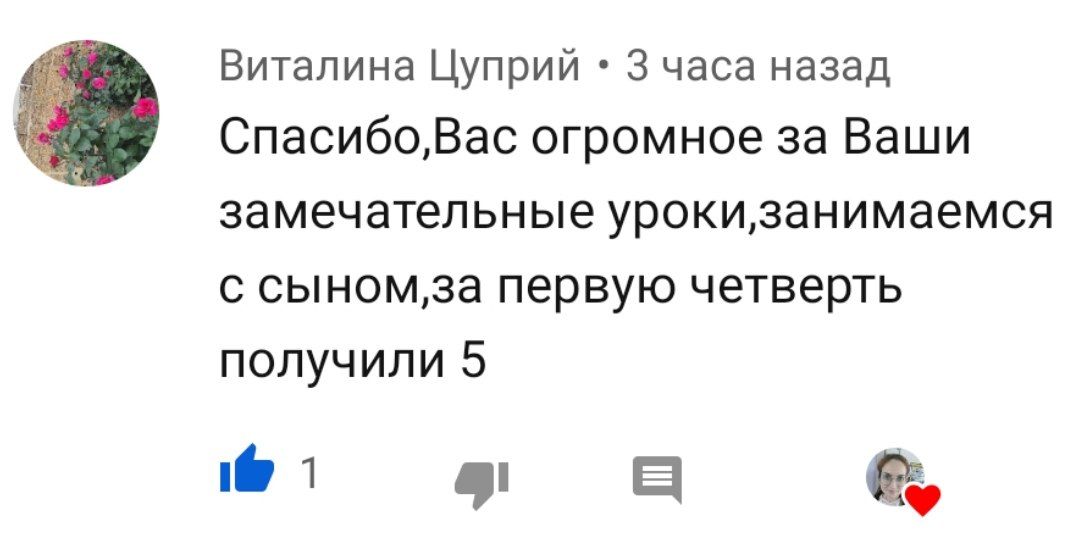 Виталина Цуприй • 3 часа назад
Спасибо,Вас огромное за Ваши
замечательные уроки,занимаемся
с сыном,за первую четверть
получили 5
1